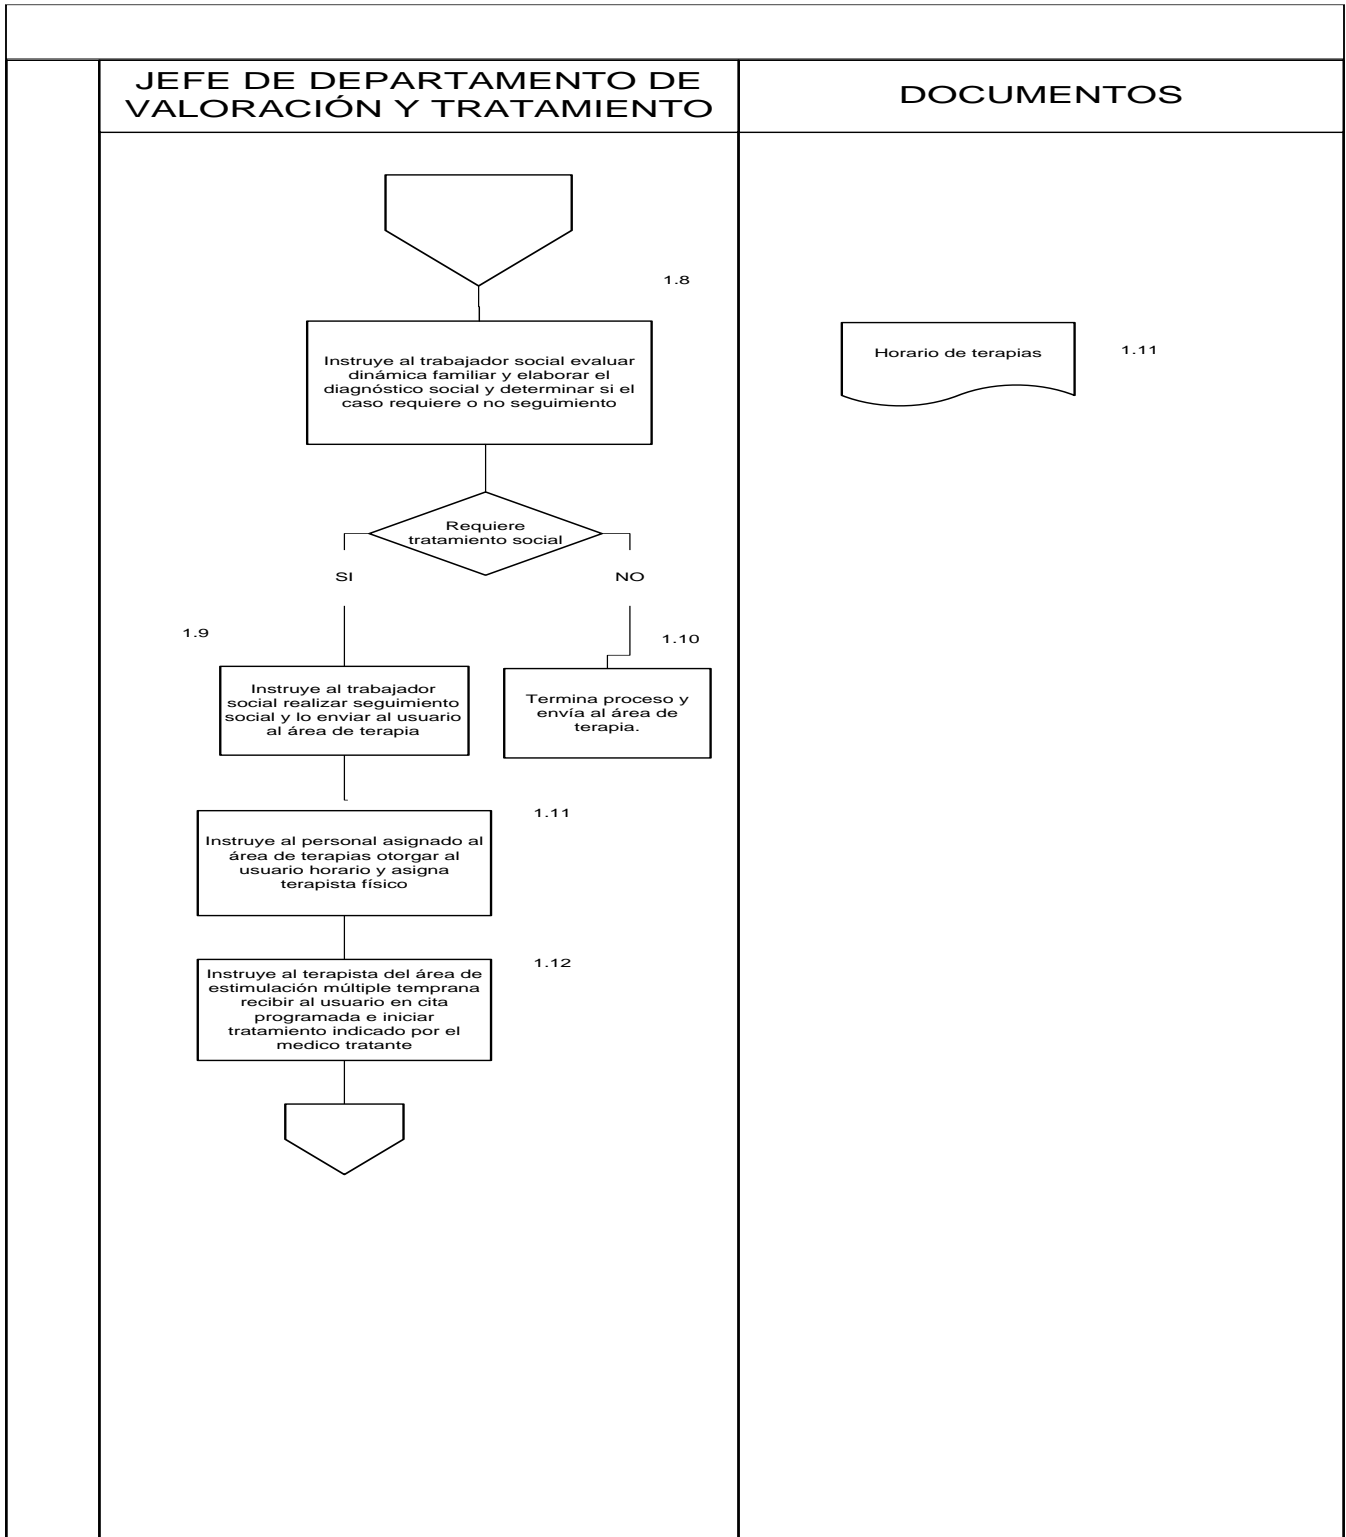 JEFE DE DEPARTAMENTO DE
VALORACIÓN Y TRATAMIENTO
DOCUMENTOS
1.8
Instruye al trabajador social evaluar
dinámica familiar y elaborar el
diagnóstico social y determinar si el
caso requiere o no seguimiento
Horario de terapias
1.11
Requiere
tratamiento social
SI
NO
1.9
1.10
Instruye al trabajador
social realizar seguimiento
social y lo enviar al usuario
al área de terapia
Termina proceso y
envía al área de
terapia.
1.11
Instruye al personal asignado al
área de terapias otorgar al
usuario horario y asigna
terapista físico
1.12
Instruye al terapista del área de
estimulación múltiple temprana
recibir al usuario en cita
programada e iniciar
tratamiento indicado por el
medico tratante